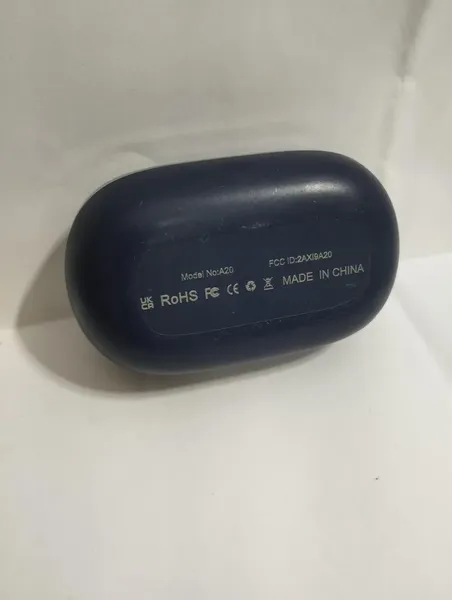 Model No:A20 FCC ID:2AXI9A20
UK CA RoHS FC CE MADE IN CHINA